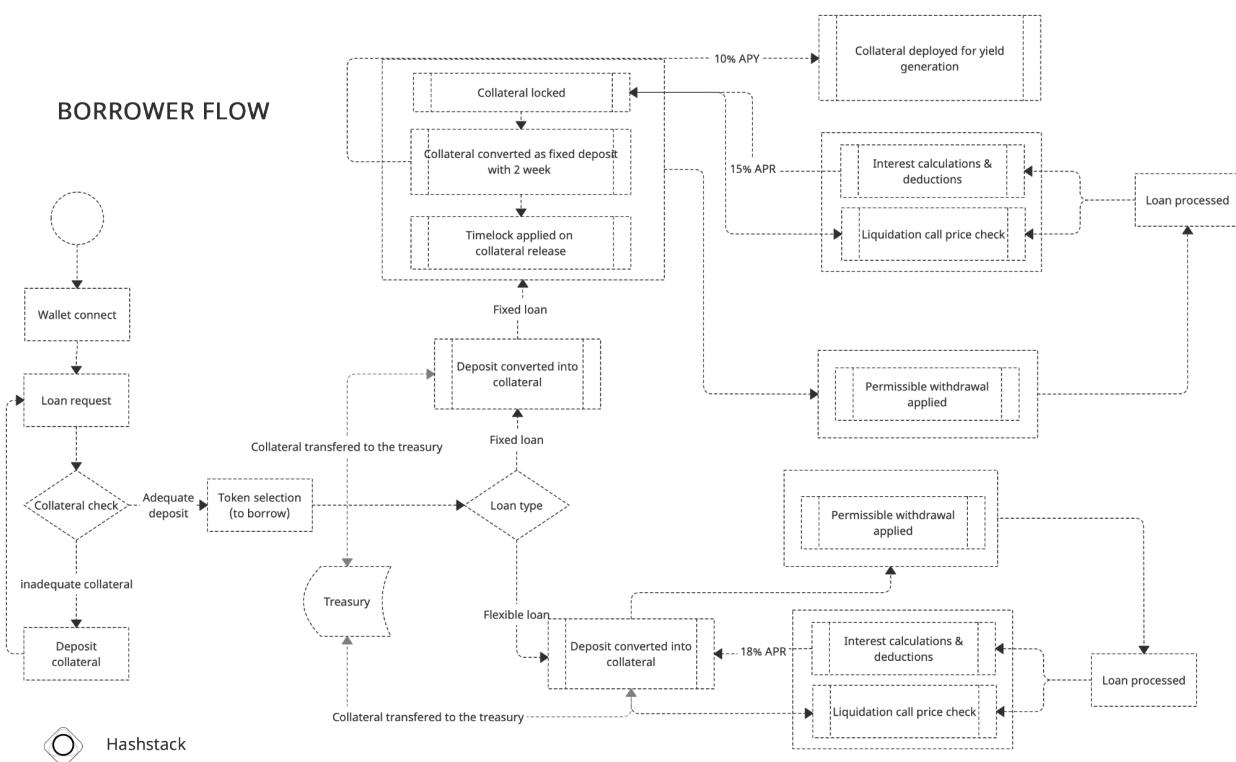 BORROWER FLOW
10% APY
Collateral deployed for yield
generation
Collateral locked
Collateral converted as fixed deposit
with 2 week
Timelock applied on
collateral release
15% APR
Interest calculations &
deductions
Liquidation call price check
Loan processed
Wallet connect
Fixed loan
Deposit converted into
collateral
Permissible withdrawal
applied
Loan request
Collateral transfered to the treasury
Fixed loan
Collateral check
Adequate
deposit
Token selection
(to borrow)
Loan type
Permissible withdrawal
applied
inadequate collateral
Treasury
Flexible loan
Deposit
collateral
Deposit converted into
collateral
18% APR
Interest calculations &
deductions
Loan processed
Liquidation call price check
Collateral transfered to the treasury
Hashstack